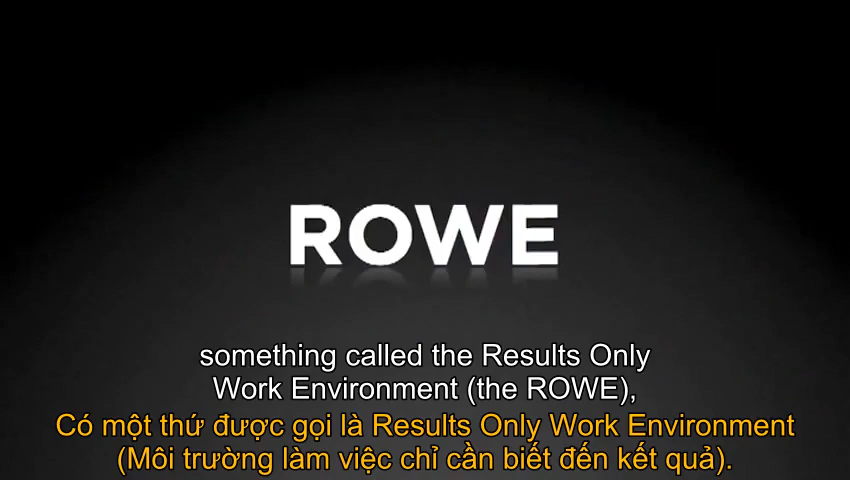 ROWE
something called the Results Only
Work Environment (the ROWE),
Có một thứ được gọi là Results Only Work Environment
(Môi trường làm việc chỉ cần biết đến kết quả).